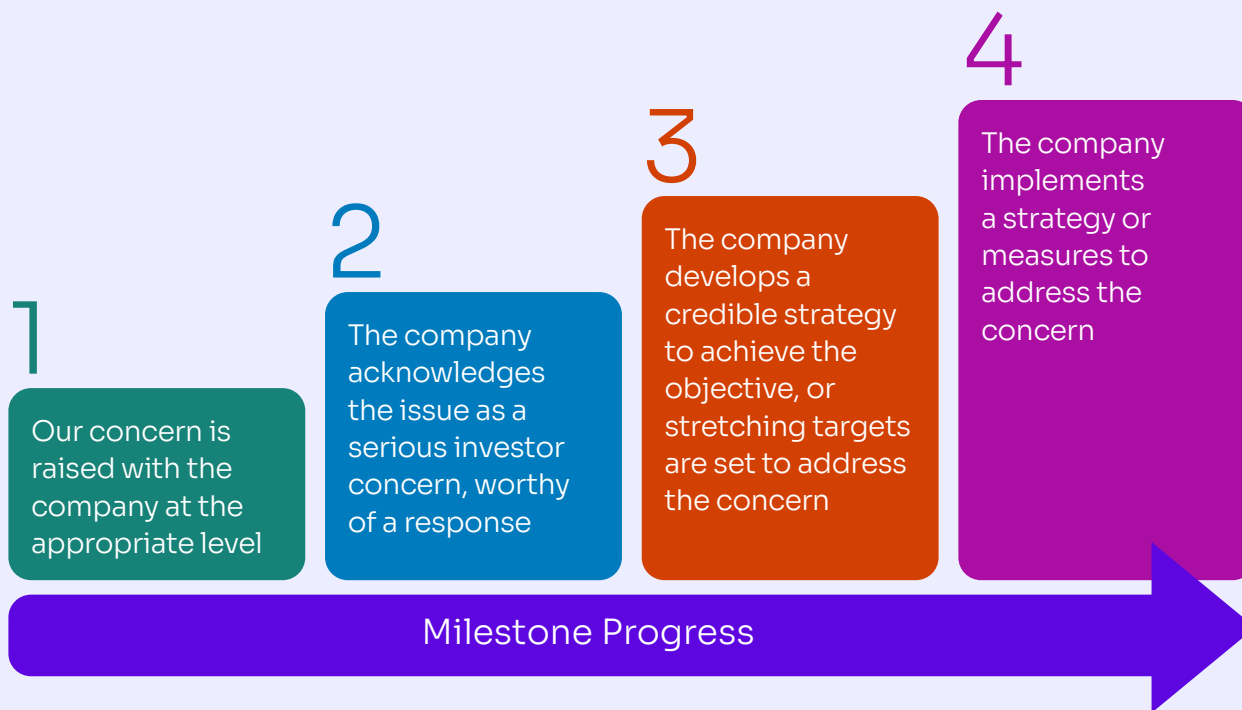 1
Our concern is
raised with the
company at the
appropriate level
2
The company
acknowledges
the issue as a
serious investor
concern, worthy
of a response
3
The company
develops a
credible strategy
to achieve the
objective, or
stretching targets
are set to address
the concern
4
The company
implements
a strategy or
measures to
address the
concern
Milestone Progress